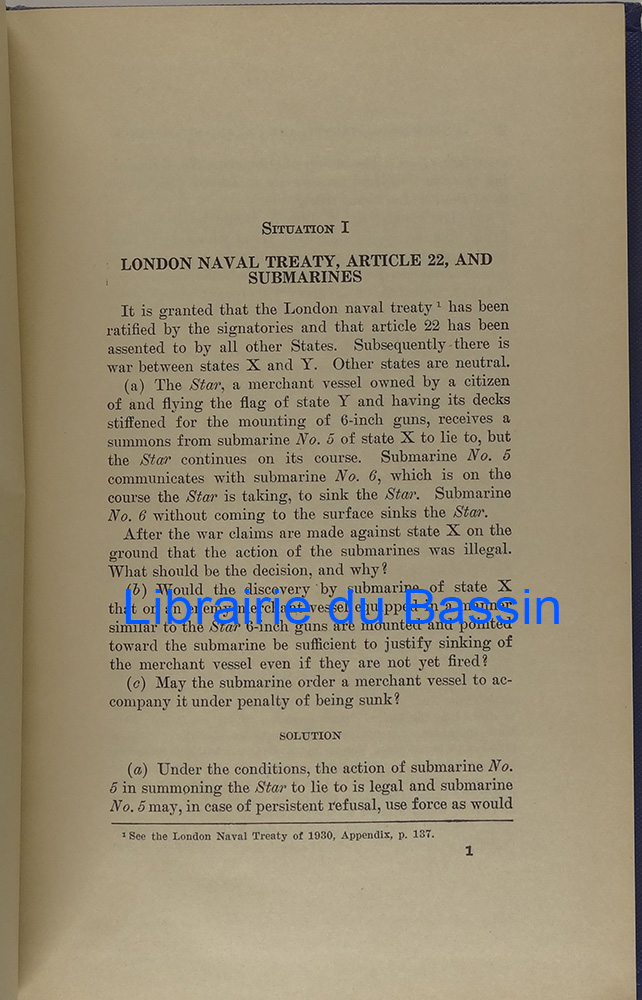 SITUATION I
LONDON NAVAL TREATY, ARTICLE 22, AND
SUBMARINES
It is granted that the London naval treaty ¹ has been
ratified by the signatories and that article 22 has been
assented to by all other States. Subsequently there is
war between states X and Y. Other states are neutral.
(a) The Star, a merchant vessel owned by a citizen
of and flying the flag of state Y and having its decks
stiffened for the mounting of 6-inch guns, receives a
summons from submarine No. 5 of state X to lie to, but
the Star continues on its course. Submarine No. 5
communicates with submarine No. 6, which is on the
course the Star is taking, to sink the Star. Submarine
No. 6 without coming to the surface sinks the Star.
After the war claims are made against state X on the
ground that the action of the submarines was illegal.
What should be the decision, and why?
(b) Would the discovery by submarine of state X
that on an enemy merchant vessel equipped in a manner
Librairie du Bassin
similar to the Star 6-inch guns are mounted and pointed
toward the submarine be sufficient to justify sinking of
the merchant vessel even if they are not yet fired?
(c) May the submarine order a merchant vessel to ac-
company it under penalty of being sunk?
SOLUTION
(a) Under the conditions, the action of submarine No.
5 in summoning the Star to lie to is legal and submarine
No. 5 may, in case of persistent refusal, use force as would
¹ See the London Naval Treaty of 1930, Appendix, p. 137.
1